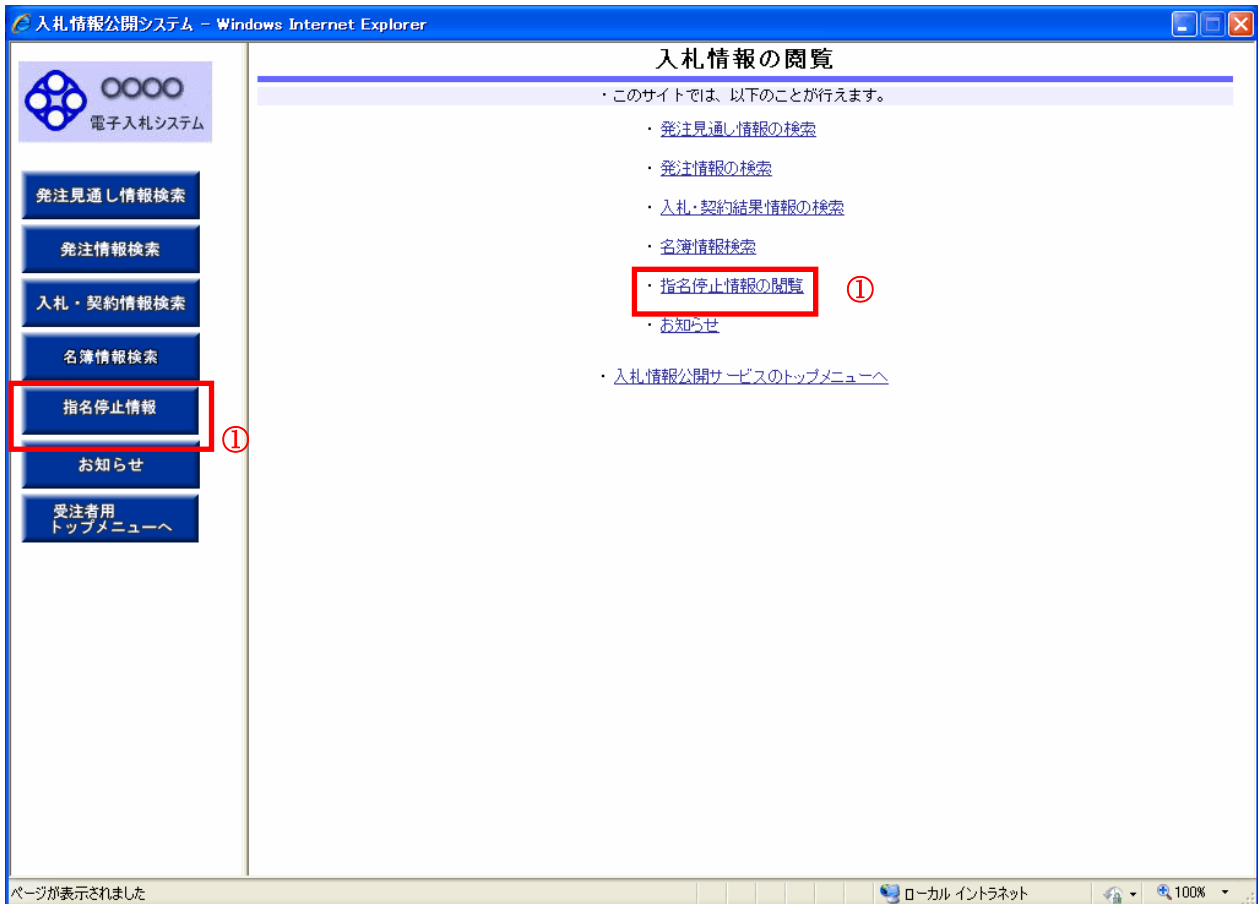 入札情報公開システム - Windows Internet Explorer
○○○○
電子入札システム
発注見通し情報検索
発注情報検索
入札・契約情報検索
名簿情報検索
指名停止情報
①
お知らせ
受注者用
トップメニューへ
入札情報の閲覧
・このサイトでは、以下のことが行えます。
・発注見通し情報の検索
・発注情報の検索
・入札・契約結果情報の検索
・名簿情報検索
・指名停止情報の閲覧 ①
・お知らせ
・入札情報公開サービスのトップメニューへ
ページが表示されました ローカル イントラネット 100%